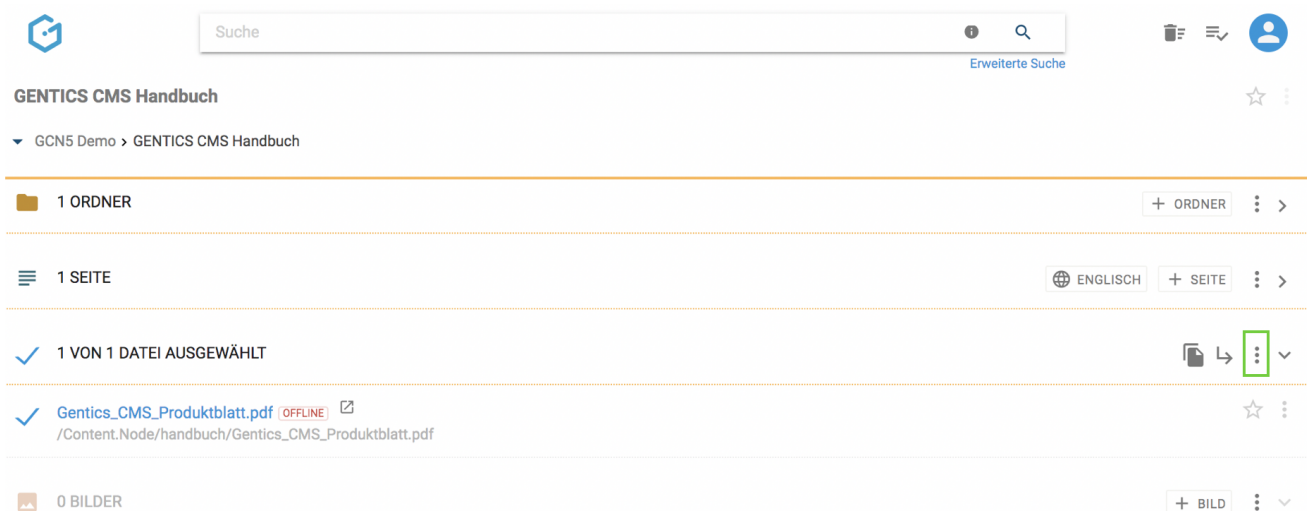 Suche
Erweiterte Suche
GENTICS CMS Handbuch
GCN5 Demo > GENTICS CMS Handbuch
1 ORDNER + ORDNER
1 SEITE ENGLISCH + SEITE
1 VON 1 DATEI AUSGEWÄHLT
Gentics_CMS_Produktblatt.pdf OFFLINE
/Content.Node/handbuch/Gentics_CMS_Produktblatt.pdf
0 BILDER + BILD